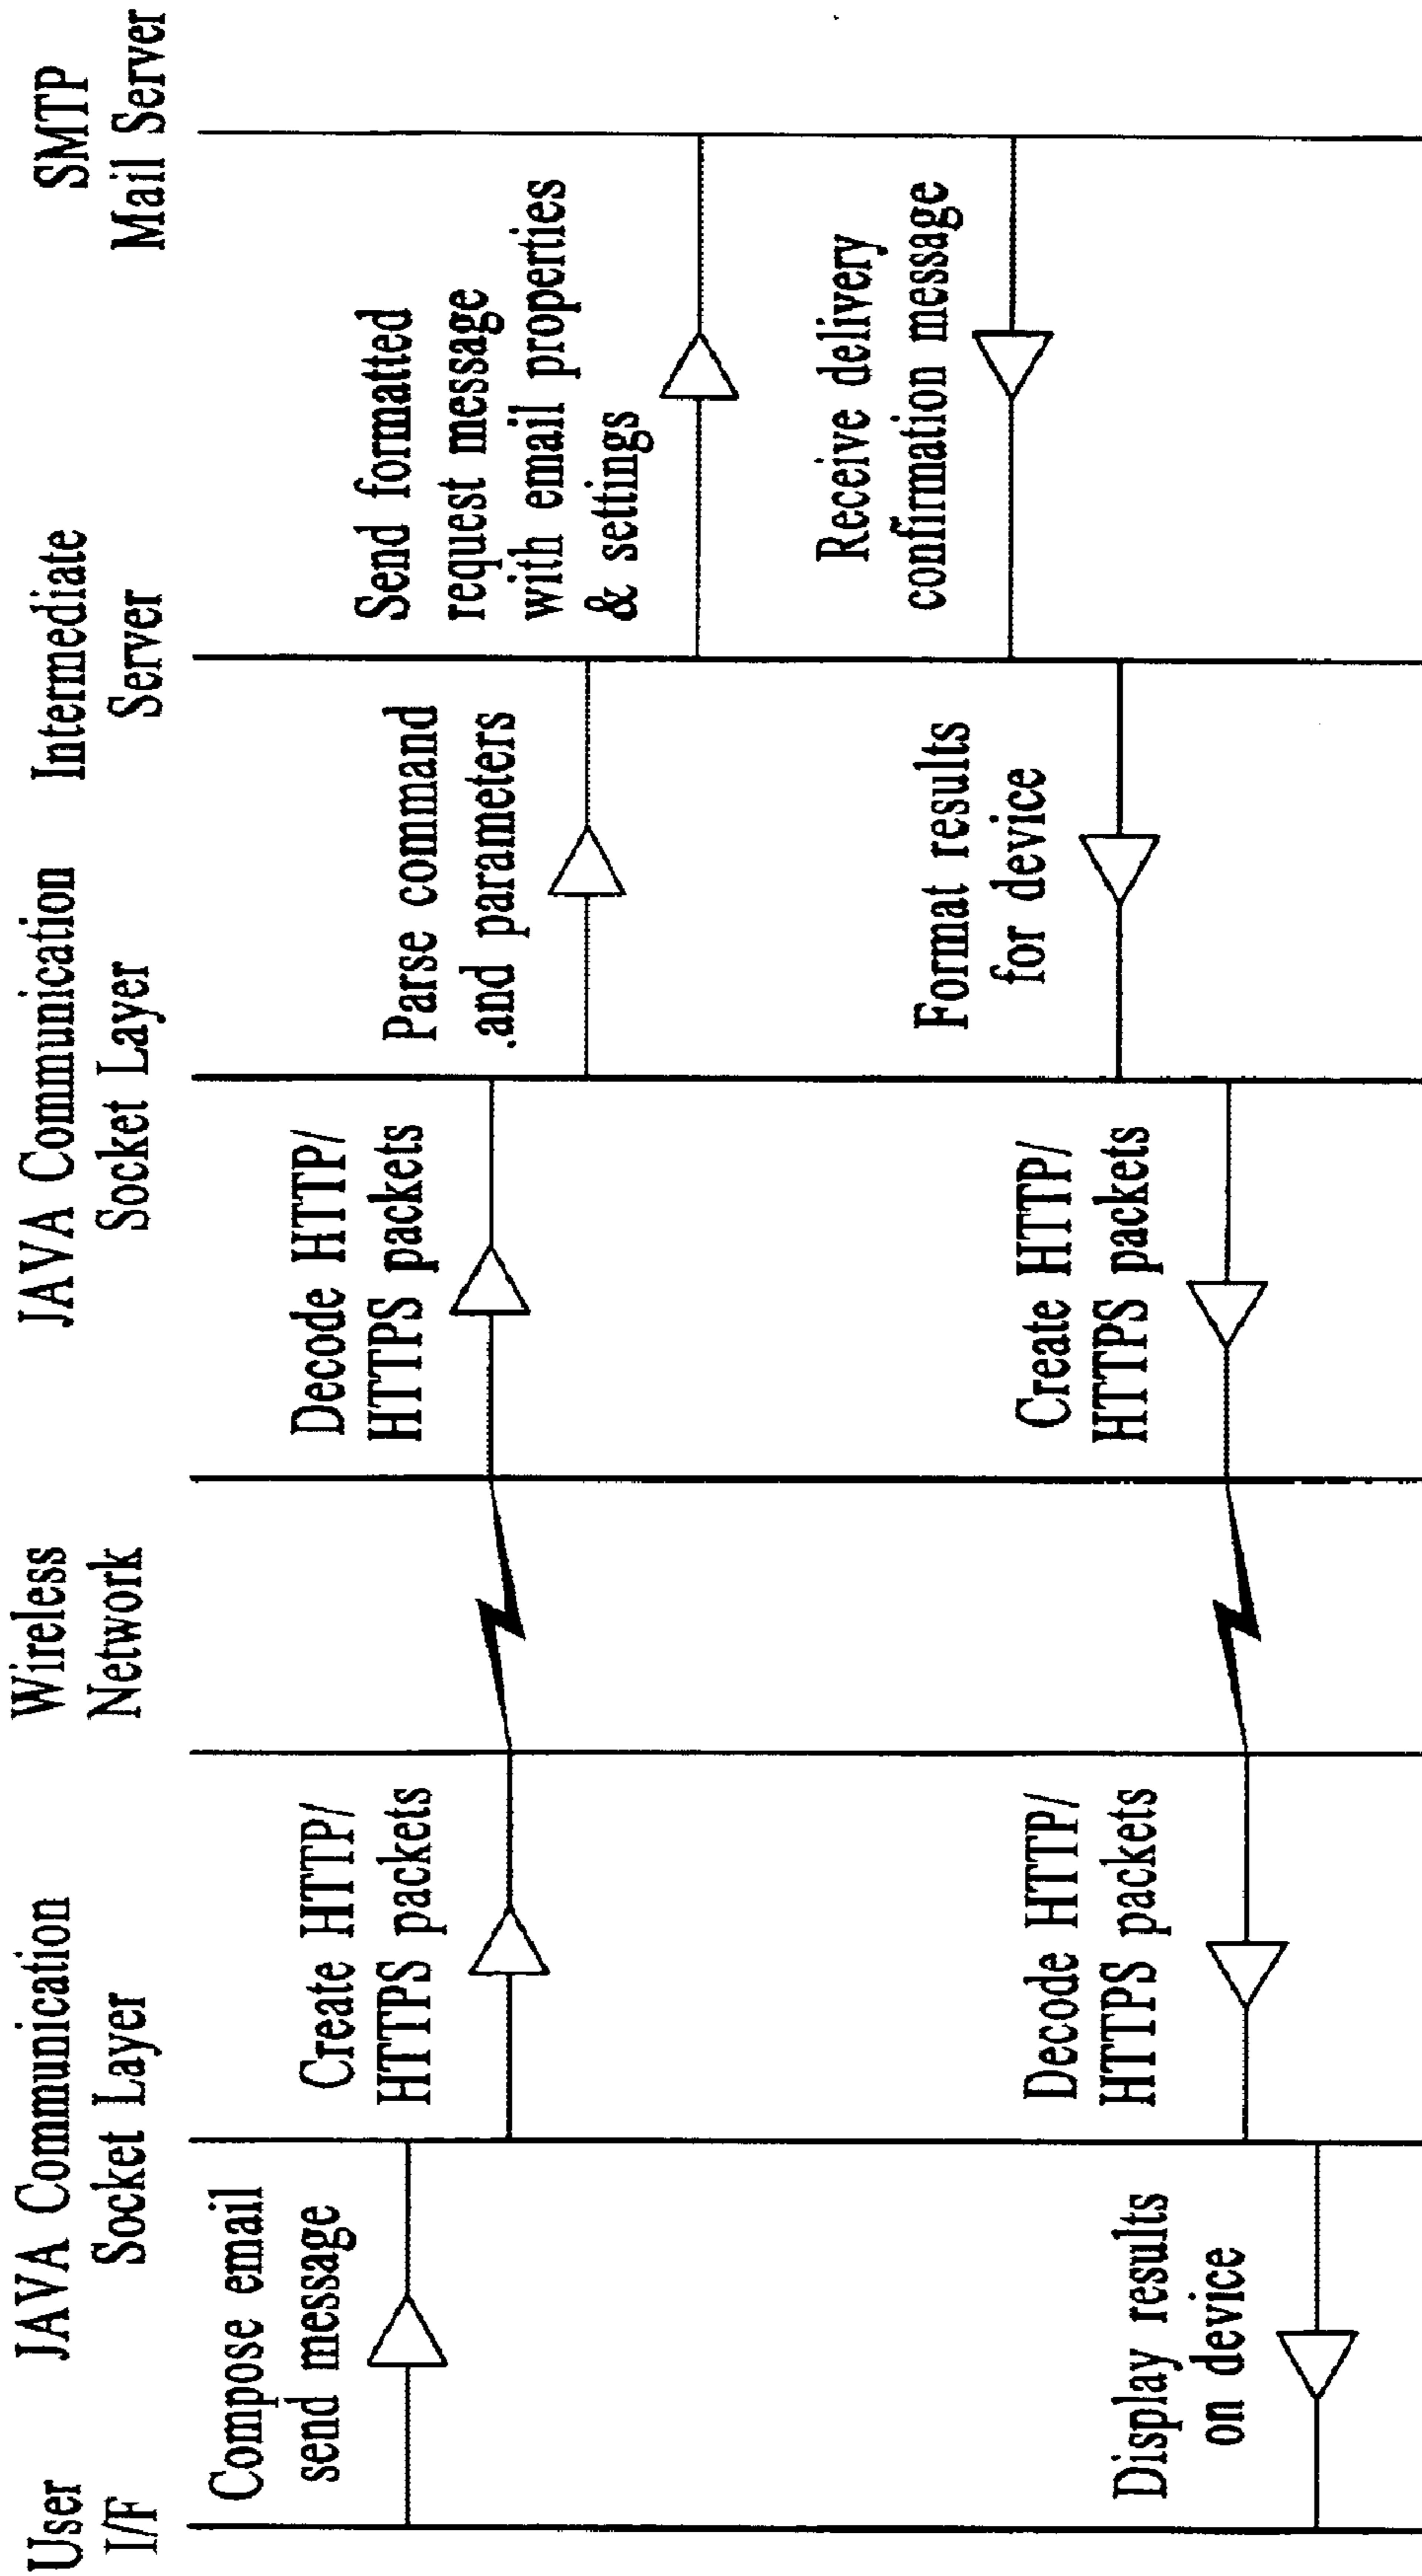 User
I/F
JAVA Communication
Socket Layer
Wireless
Network
JAVA Communication
Socket Layer
Intermediate
Server
SMTP
Mail Server
Compose email
send message
Create HTTP/
HTTPS packets
Decode HTTP/
HTTPS packets
Parse command
.and parameters
Send formatted
request message
with email properties
& settings
Receive delivery
confirmation message
Format results
for device
Create HTTP/
HTTPS packets
Decode HTTP/
HTTPS packets
Display results
on device